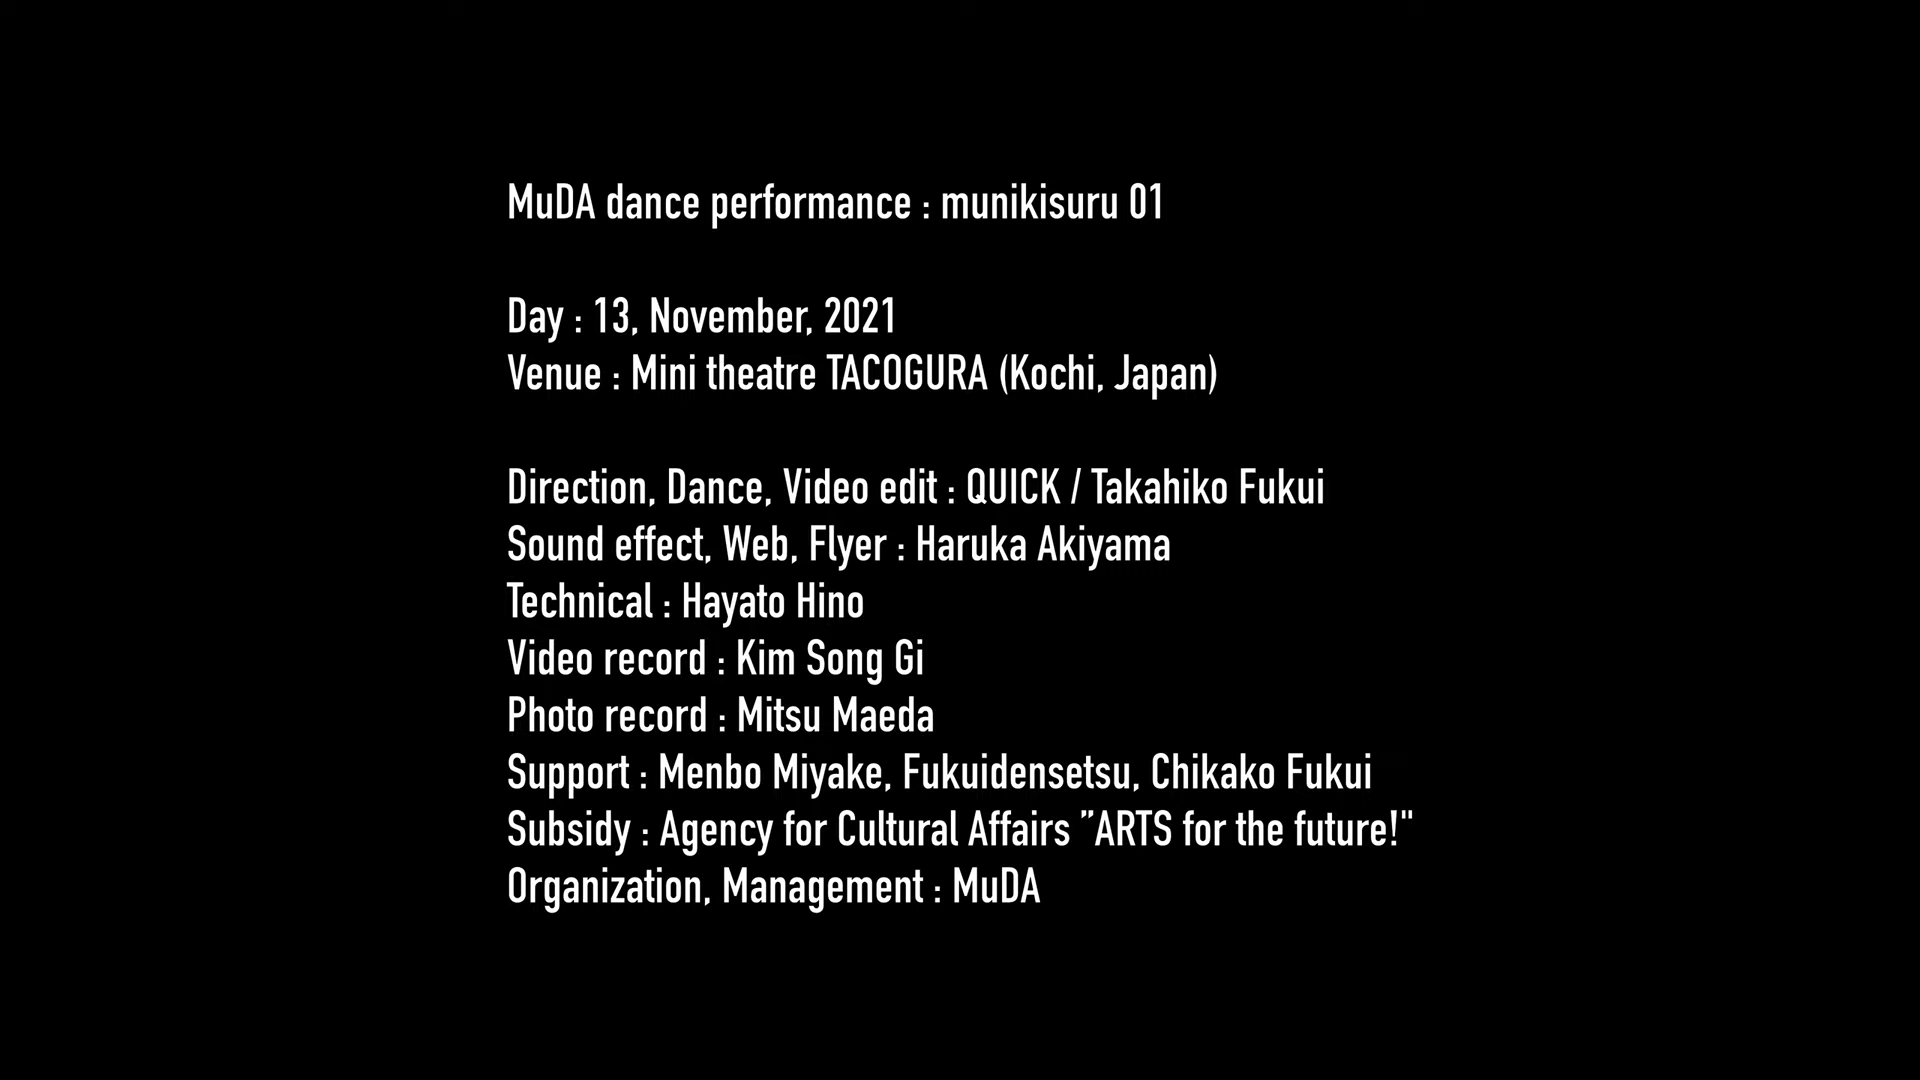 MuDA dance performance : munikisuru 01
Day : 13, November, 2021
Venue : Mini theatre TACOGURA (Kochi, Japan)
Direction, Dance, Video edit : QUICK / Takahiko Fukui
Sound effect, Web, Flyer : Haruka Akiyama
Technical : Hayato Hino
Video record : Kim Song Gi
Photo record : Mitsu Maeda
Support : Menbo Miyake, Fukuidensetsu, Chikako Fukui
Subsidy : Agency for Cultural Affairs ”ARTS for the future!"
Organization, Management : MuDA